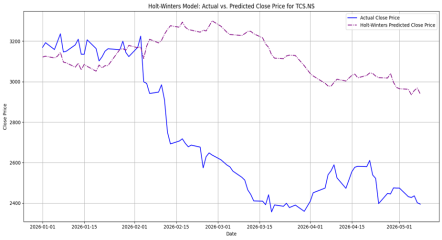 Holt-Winters Model: Actual vs. Predicted Close Price for TCS.NS
Actual Close Price
Holt-Winters Predicted Close Price
Close Price
3200
3000
2800
2600
2400
2026-01-01
2026-01-15
2026-02-01
2026-02-15
2026-03-01
2026-03-15
2026-04-01
2026-04-15
2026-05-01
Date